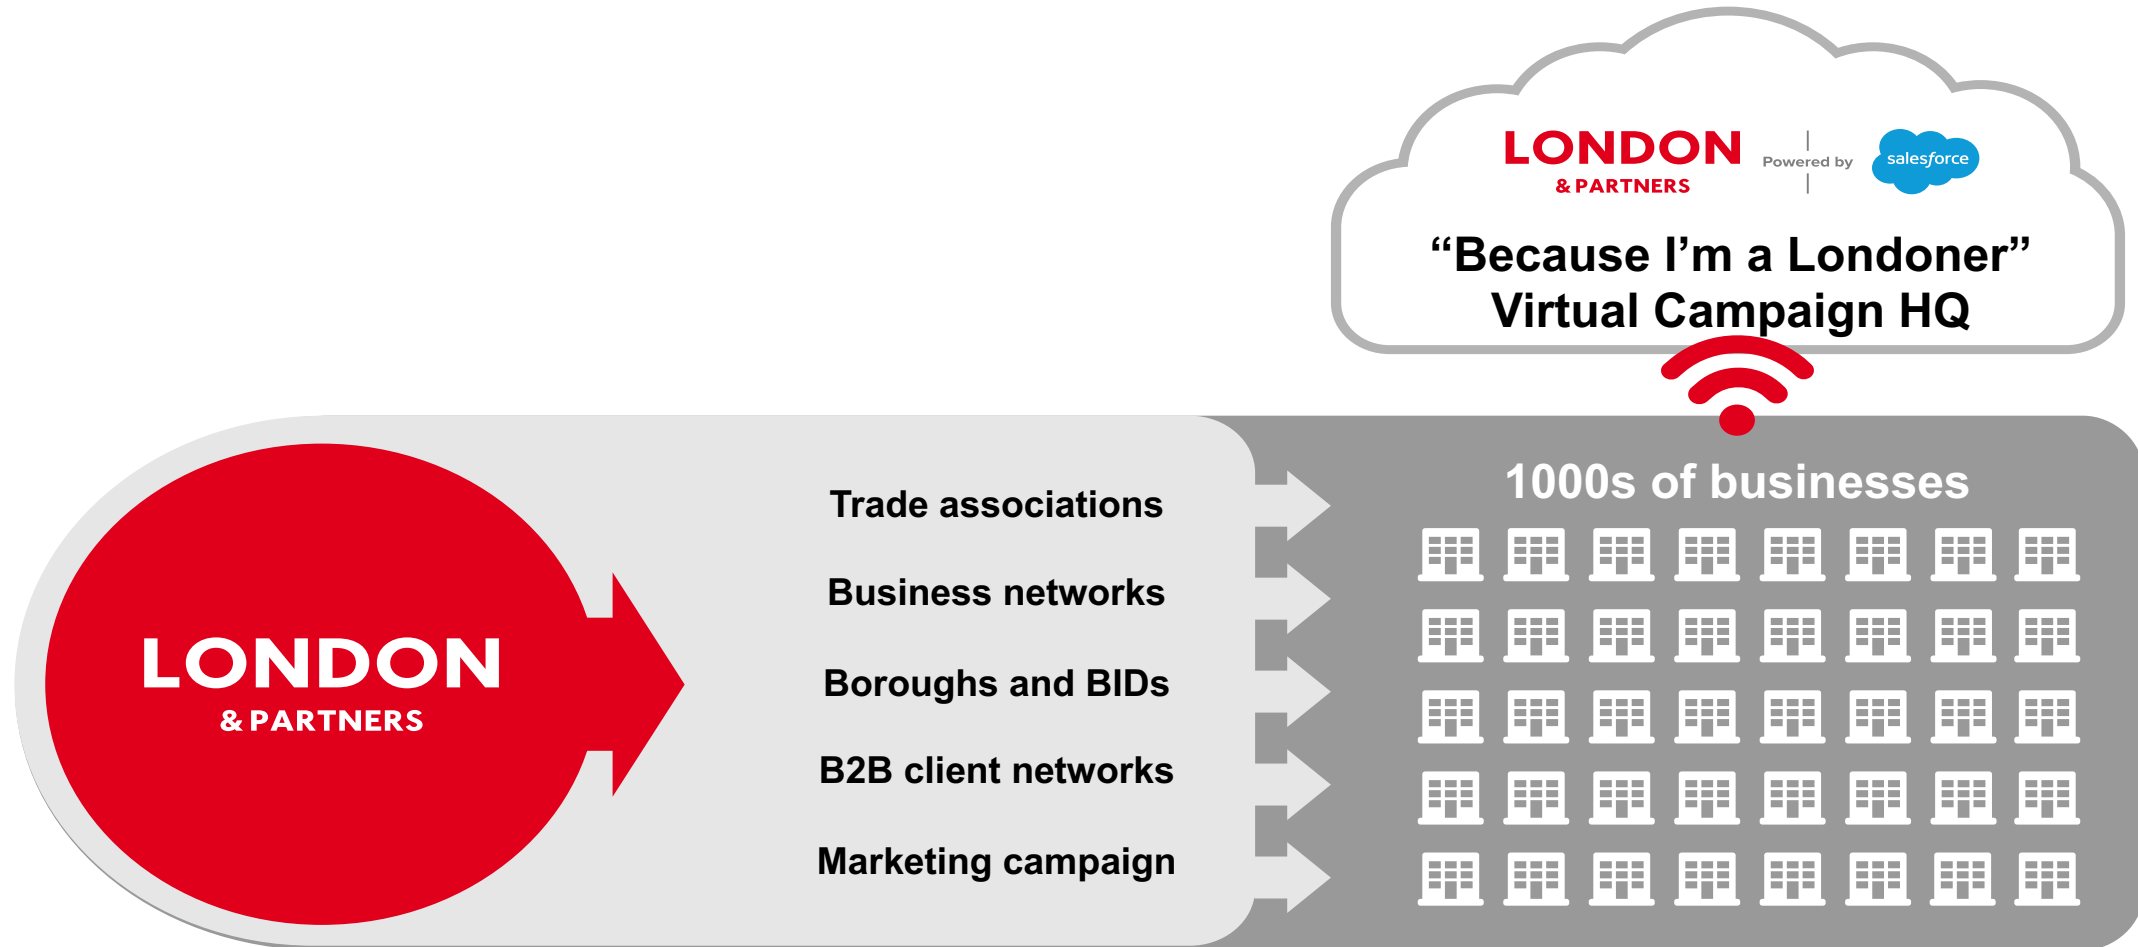 LONDON
& PARTNERS
Powered by
salesforce
“Because I’m a Londoner”
Virtual Campaign HQ
LONDON
& PARTNERS
Trade associations
Business networks
Boroughs and BIDs
B2B client networks
Marketing campaign
1000s of businesses